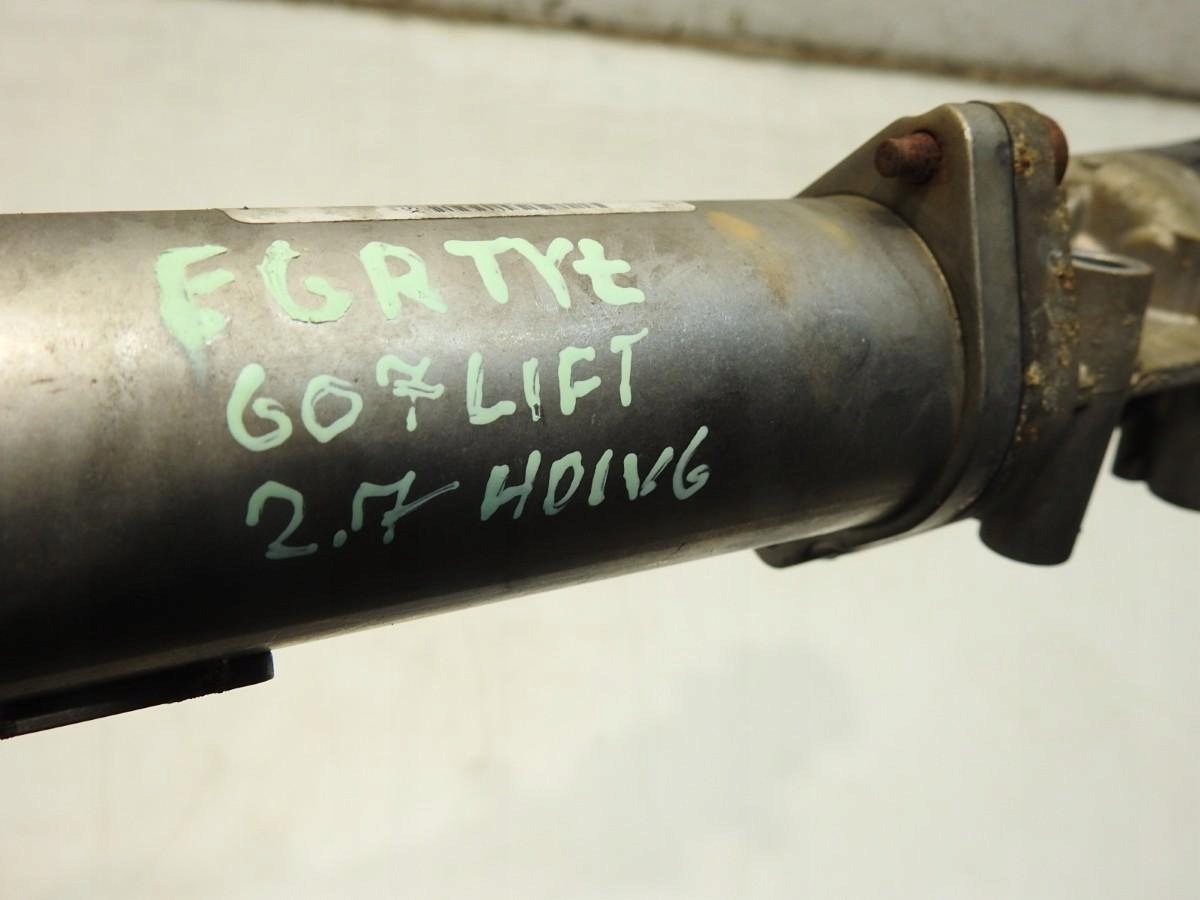 EGR TYŁ
607 LIFT
2.7 HDI V6